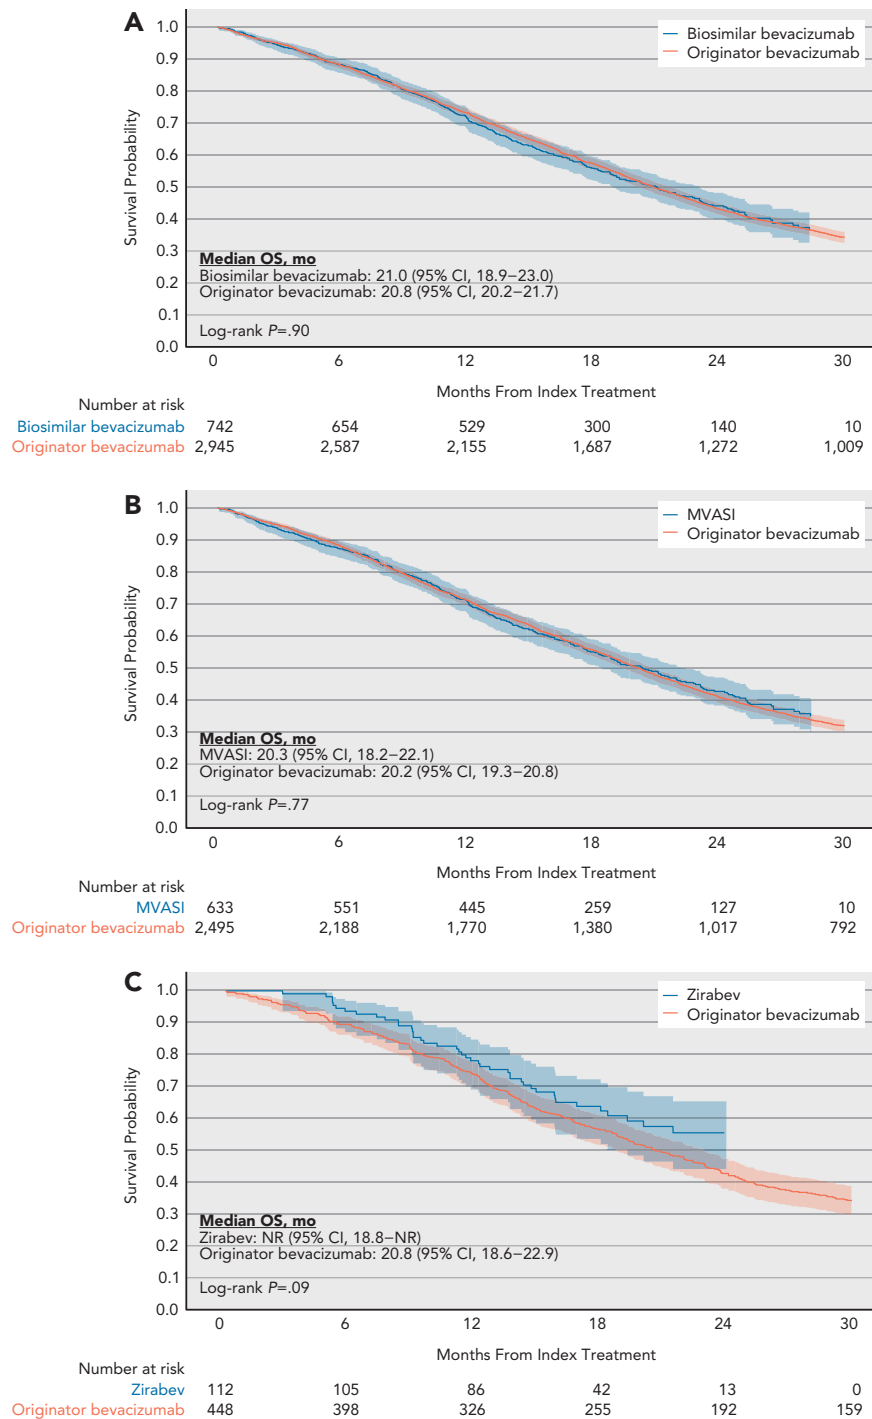 A
Biosimilar bevacizumab
Originator bevacizumab
Survival Probability
1.0
0.9
0.8
0.7
0.6
0.5
0.4
0.3
0.2
0.1
0.0
Median OS, mo
Biosimilar bevacizumab: 21.0 (95% CI, 18.9–23.0)
Originator bevacizumab: 20.8 (95% CI, 20.2–21.7)
Log-rank P=.90
0 6 12 18 24 30
Months From Index Treatment
Number at risk
Biosimilar bevacizumab 742 654 529 300 140 10
Originator bevacizumab 2,945 2,587 2,155 1,687 1,272 1,009
B
MVASI
Originator bevacizumab
Survival Probability
1.0
0.9
0.8
0.7
0.6
0.5
0.4
0.3
0.2
0.1
0.0
Median OS, mo
MVASI: 20.3 (95% CI, 18.2–22.1)
Originator bevacizumab: 20.2 (95% CI, 19.3–20.8)
Log-rank P=.77
0 6 12 18 24 30
Months From Index Treatment
Number at risk
MVASI 633 551 445 259 127 10
Originator bevacizumab 2,495 2,188 1,770 1,380 1,017 792
C
Zirabev
Originator bevacizumab
Survival Probability
1.0
0.9
0.8
0.7
0.6
0.5
0.4
0.3
0.2
0.1
0.0
Median OS, mo
Zirabev: NR (95% CI, 18.8–NR)
Originator bevacizumab: 20.8 (95% CI, 18.6–22.9)
Log-rank P=.09
0 6 12 18 24 30
Months From Index Treatment
Number at risk
Zirabev 112 105 86 42 13 0
Originator bevacizumab 448 398 326 255 192 159